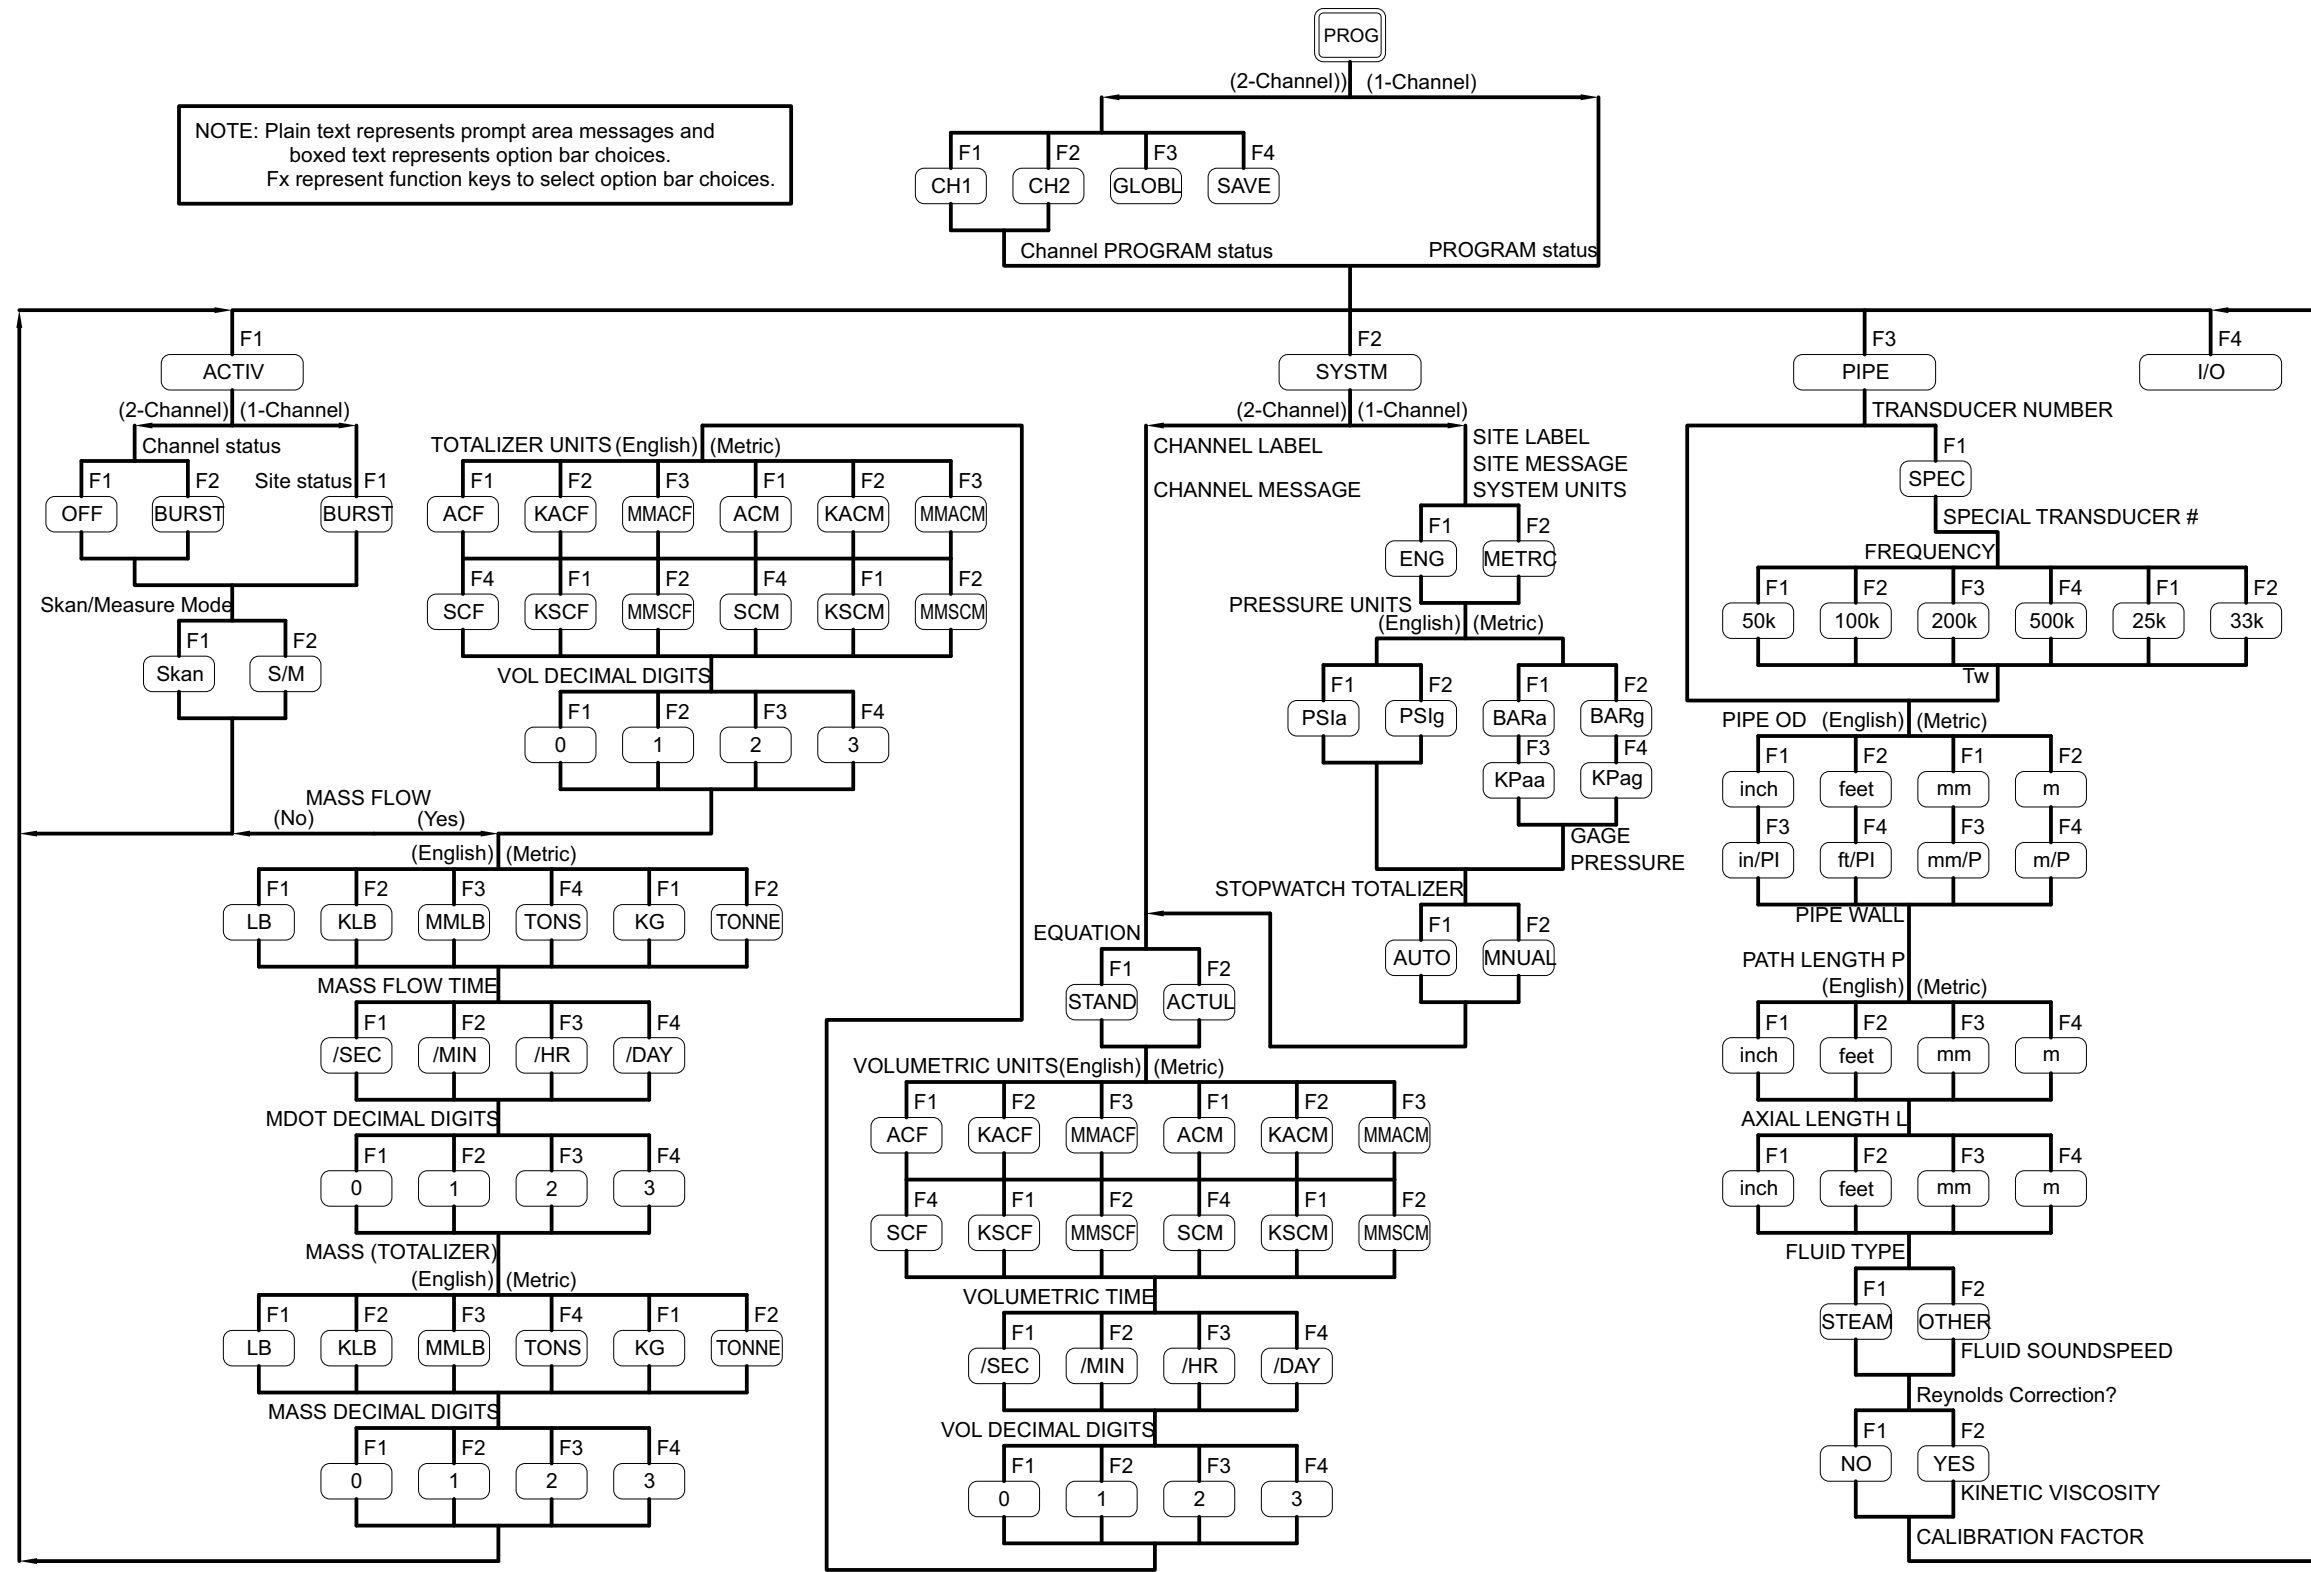 PROG
(2-Channel)) (1-Channel)
NOTE: Plain text represents prompt area messages and
boxed text represents option bar choices.
Fx represent function keys to select option bar choices.
F1 F2 F3 F4
CH1 CH2 GLOBL SAVE
Channel PROGRAM status PROGRAM status
F1 F2 F3 F4
ACTIV SYSTM PIPE I/O
(2-Channel) (1-Channel)
Channel status
Site status
F1 F2 F1
OFF BURST BURST
Skan/Measure Mode
F1 F2
Skan S/M
TOTALIZER UNITS (English) (Metric)
F1 F2 F3 F1 F2 F3
ACF KACF MMACF ACM KACM MMACM
F4 F1 F2 F4 F1 F2
SCF KSCF MMSCF SCM KSCM MMSCM
VOL DECIMAL DIGITS
F1 F2 F3 F4
0 1 2 3
MASS FLOW
(No) (Yes)
(English) (Metric)
F1 F2 F3 F4 F1 F2
LB KLB MMLB TONS KG TONNE
MASS FLOW TIME
F1 F2 F3 F4
/SEC /MIN /HR /DAY
MDOT DECIMAL DIGITS
F1 F2 F3 F4
0 1 2 3
MASS (TOTALIZER)
(English) (Metric)
F1 F2 F3 F4 F1 F2
LB KLB MMLB TONS KG TONNE
MASS DECIMAL DIGITS
F1 F2 F3 F4
0 1 2 3
(2-Channel) (1-Channel)
CHANNEL LABEL
CHANNEL MESSAGE
SITE LABEL
SITE MESSAGE
SYSTEM UNITS
F1 F2
ENG METRC
PRESSURE UNITS
(English) (Metric)
F1 F2 F1 F2
PSIa PSIg BARa BARg
F3 F4
KPaa KPag
GAGE
PRESSURE
STOPWATCH TOTALIZER
F1 F2
AUTO MNUAL
EQUATION
F1 F2
STAND ACTUL
VOLUMETRIC UNITS(English) (Metric)
F1 F2 F3 F1 F2 F3
ACF KACF MMACF ACM KACM MMACM
F4 F1 F2 F4 F1 F2
SCF KSCF MMSCF SCM KSCM MMSCM
VOLUMETRIC TIME
F1 F2 F3 F4
/SEC /MIN /HR /DAY
VOL DECIMAL DIGITS
F1 F2 F3 F4
0 1 2 3
TRANSDUCER NUMBER
F1
SPEC
SPECIAL TRANSDUCER #
FREQUENCY
F1 F2 F3 F4 F1 F2
50k 100k 200k 500k 25k 33k
Tw
PIPE OD (English) (Metric)
F1 F2 F1 F2
inch feet mm m
F3 F4 F3 F4
in/PI ft/PI mm/P m/P
PIPE WALL
PATH LENGTH P
(English) (Metric)
F1 F2 F3 F4
inch feet mm m
AXIAL LENGTH L
F1 F2 F3 F4
inch feet mm m
FLUID TYPE
F1 F2
STEAM OTHER
FLUID SOUNDSPEED
Reynolds Correction?
F1 F2
NO YES
KINETIC VISCOSITY
CALIBRATION FACTOR